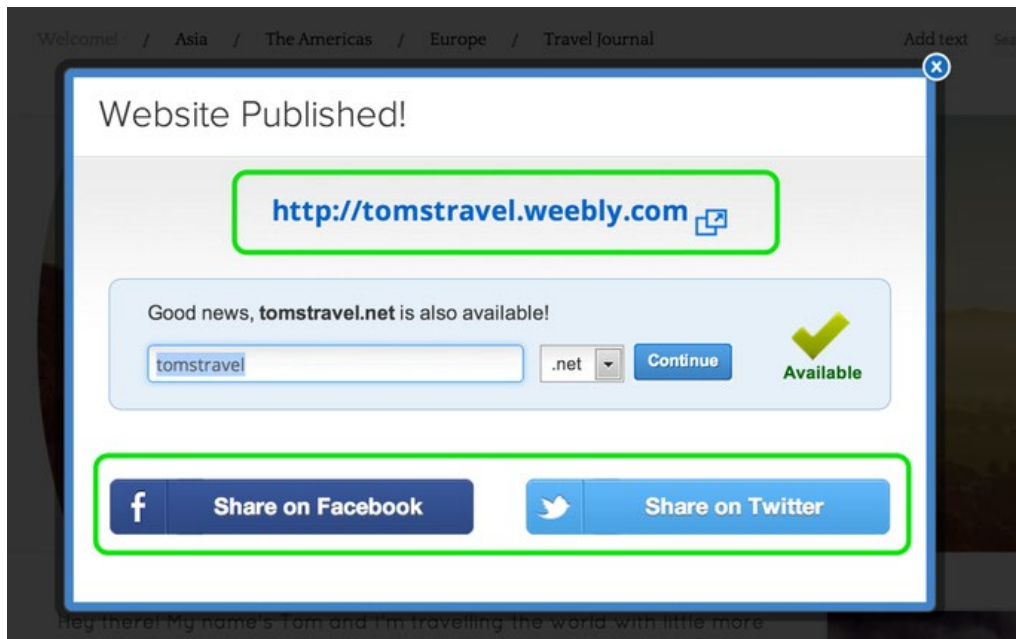 Welcome! / Asia / The Americas / Europe / Travel Journal Add text
Website Published!
http://tomstravel.weebly.com
Good news, tomstravel.net is also available!
tomstravel .net Continue
Available
f Share on Facebook Share on Twitter
Hey there! My name's Tom and I'm travelling the world with little more